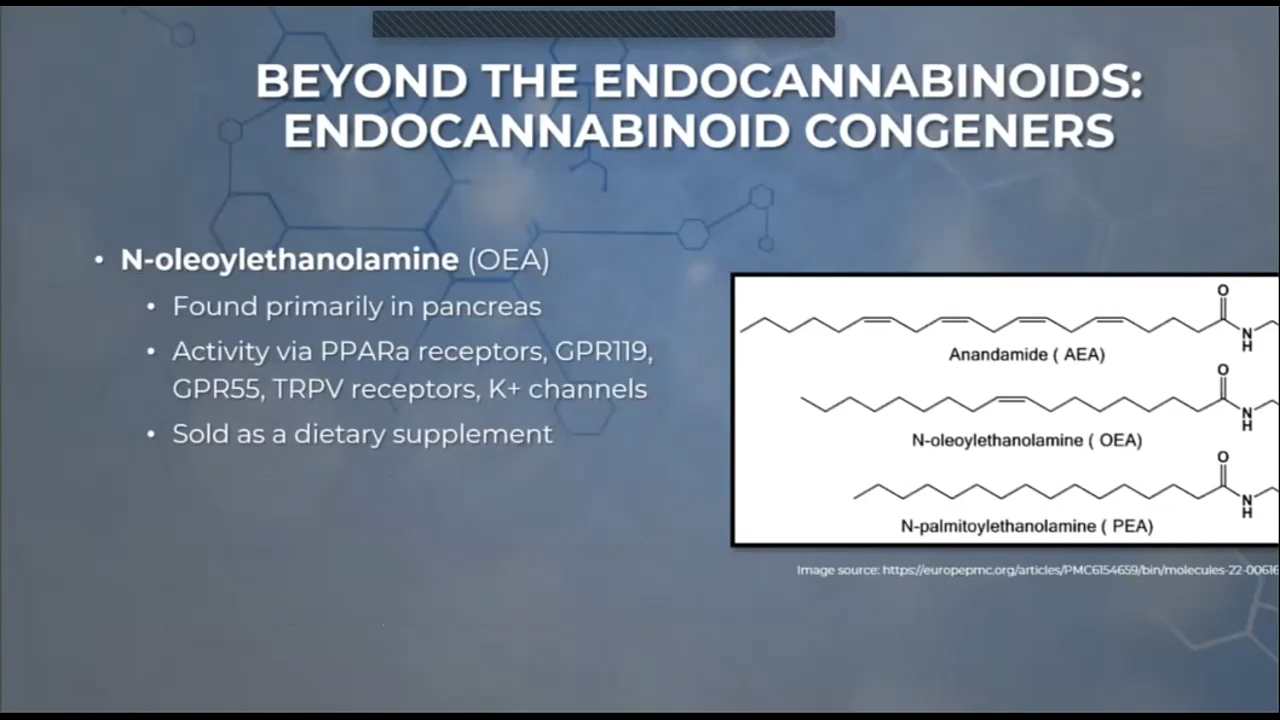 BEYOND THE ENDOCANNABINOIDS:
ENDOCANNABINOID CONGENERS
• N-oleoylethanolamine (OEA)
• Found primarily in pancreas
• Activity via PPARa receptors, GPR119,
GPR55, TRPV receptors, K+ channels
• Sold as a dietary supplement
O
N
H
Anandamide ( AEA)
O
N
H
N-oleoylethanolamine ( OEA)
O
N
H
N-palmitoylethanolamine ( PEA)
Image source: https://europepmc.org/articles/PMC6154659/bin/molecules-22-00616